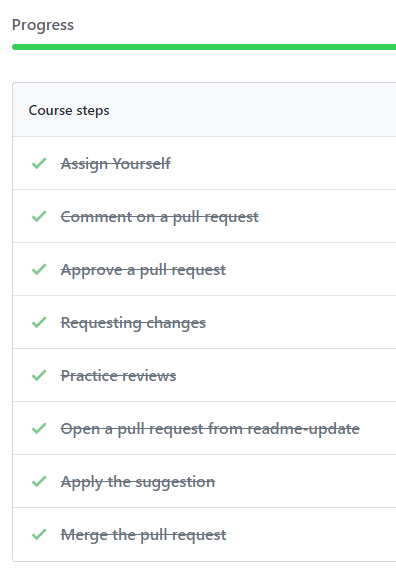 Progress
Course steps
Assign Yourself
Comment on a pull request
Approve a pull request
Requesting changes
Practice reviews
Open a pull request from readme-update
Apply the suggestion
Merge the pull request